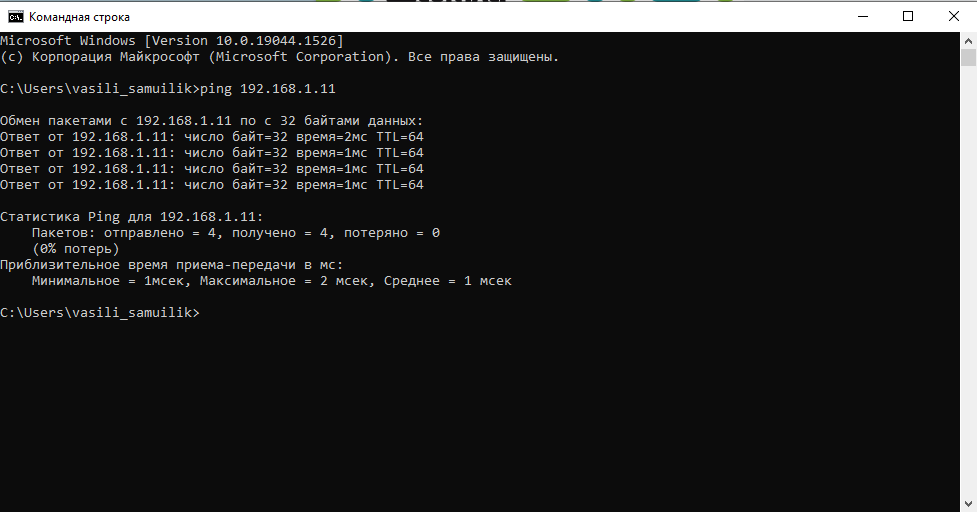 Командная строка
Microsoft Windows [Version 10.0.19044.1526]
(c) Корпорация Майкрософт (Microsoft Corporation). Все права защищены.
C:\Users\vasili_samuilik>ping 192.168.1.11
Обмен пакетами с 192.168.1.11 по с 32 байтами данных:
Ответ от 192.168.1.11: число байт=32 время=2мс TTL=64
Ответ от 192.168.1.11: число байт=32 время=1мс TTL=64
Ответ от 192.168.1.11: число байт=32 время=1мс TTL=64
Ответ от 192.168.1.11: число байт=32 время=1мс TTL=64
Статистика Ping для 192.168.1.11:
Пакетов: отправлено = 4, получено = 4, потеряно = 0
(0% потерь)
Приблизительное время приема-передачи в мс:
Минимальное = 1мсек, Максимальное = 2 мсек, Среднее = 1 мсек
C:\Users\vasili_samuilik>